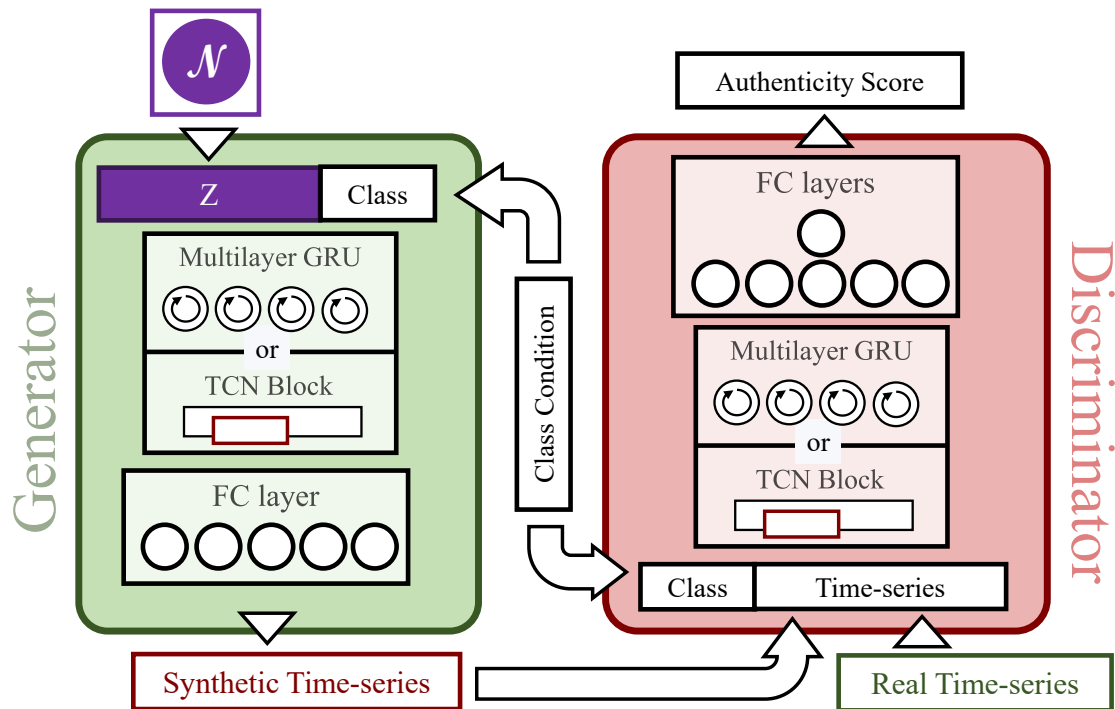 𝒩
Generator
Z
Class
Multilayer GRU
or
TCN Block
FC layer
Synthetic Time-series
Class Condition
Authenticity Score
FC layers
Multilayer GRU
or
TCN Block
Class
Time-series
Real Time-series
Discriminator